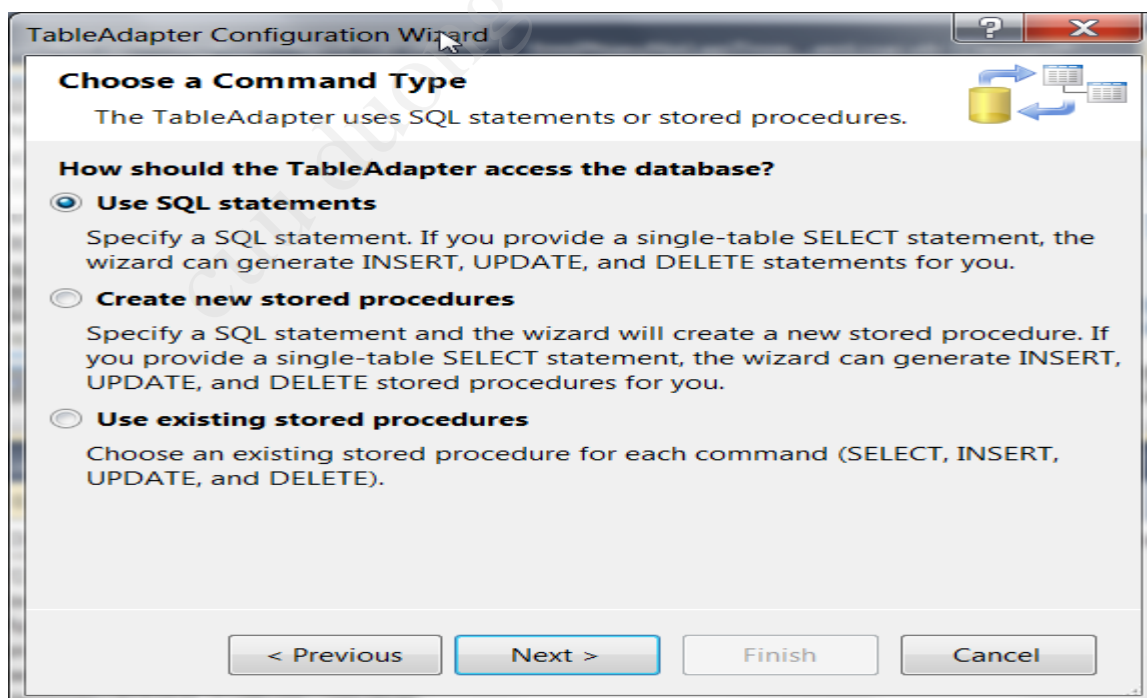 TableAdapter Configuration Wizard
?
X
Choose a Command Type
The TableAdapter uses SQL statements or stored procedures.
How should the TableAdapter access the database?
Use SQL statements
Specify a SQL statement. If you provide a single-table SELECT statement, the
wizard can generate INSERT, UPDATE, and DELETE statements for you.
Create new stored procedures
Specify a SQL statement and the wizard will create a new stored procedure. If
you provide a single-table SELECT statement, the wizard can generate INSERT,
UPDATE, and DELETE stored procedures for you.
Use existing stored procedures
Choose an existing stored procedure for each command (SELECT, INSERT,
UPDATE, and DELETE).
< Previous
Next >
Finish
Cancel
cuu duong